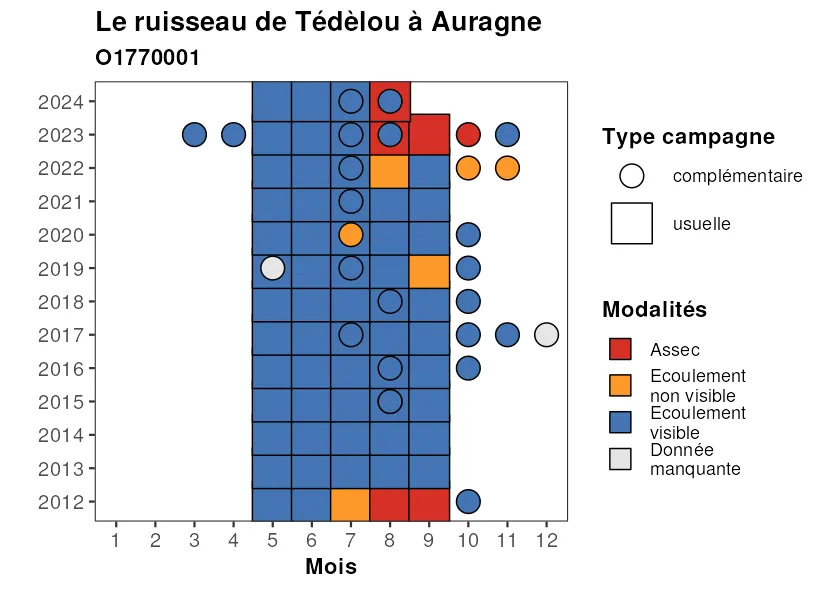 Le ruisseau de Tédèlou à Auragne
O1770001
2024
2023
2022
2021
2020
2019
2018
2017
2016
2015
2014
2013
2012
1 2 3 4 5 6 7 8 9 10 11 12
Mois
Type campagne
complémentaire
usuelle
Modalités
Assec
Ecoulement
non visible
Ecoulement
visible
Donnée
manquante